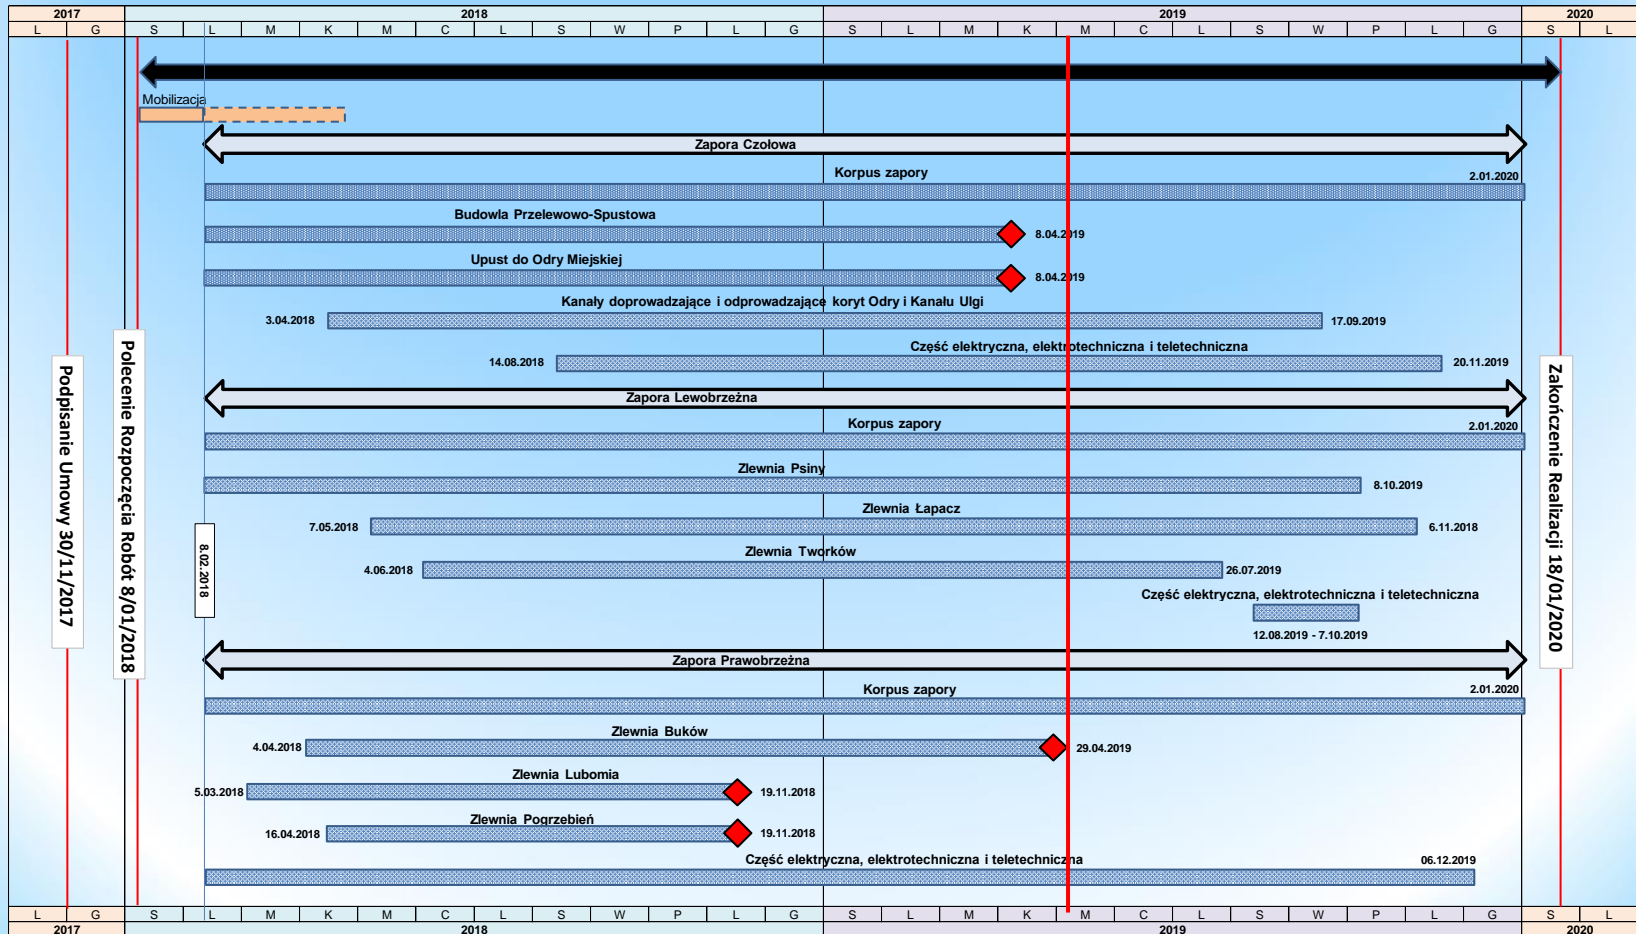 2017 2018 2019 2020
L G S L M K M C L S W P L G S L M K M C L S W P L G S L
Mobilizacja
Zapora Czołowa
Korpus zapory
2.01.2020
Budowla Przelewowo-Spustowa
8.04.2019
Upust do Odry Miejskiej
8.04.2019
Kanały doprowadzające i odprowadzające koryt Odry i Kanału Ulgi
3.04.2018 17.09.2019
Część elektryczna, elektrotechniczna i teletechniczna
14.08.2018 20.11.2019
Zapora Lewobrzeżna
Korpus zapory
2.01.2020
Zlewnia Psiny
8.10.2019
Zlewnia Łapacz
7.05.2018 6.11.2018
Zlewnia Tworków
4.06.2018 26.07.2019
Część elektryczna, elektrotechniczna i teletechniczna
12.08.2019 - 7.10.2019
Zapora Prawobrzeżna
Korpus zapory
2.01.2020
Zlewnia Buków
4.04.2018 29.04.2019
Zlewnia Lubomia
5.03.2018 19.11.2018
Zlewnia Pogrzebień
16.04.2018 19.11.2018
Część elektryczna, elektrotechniczna i teletechniczna
06.12.2019
Podpisanie Umowy 30/11/2017
Polecenie Rozpoczęcia Robót 8/01/2018
8.02.2018
Zakończenie Realizacji 18/01/2020
L G S L M K M C L S W P L G S L M K M C L S W P L G S L
2017 2018 2019 2020